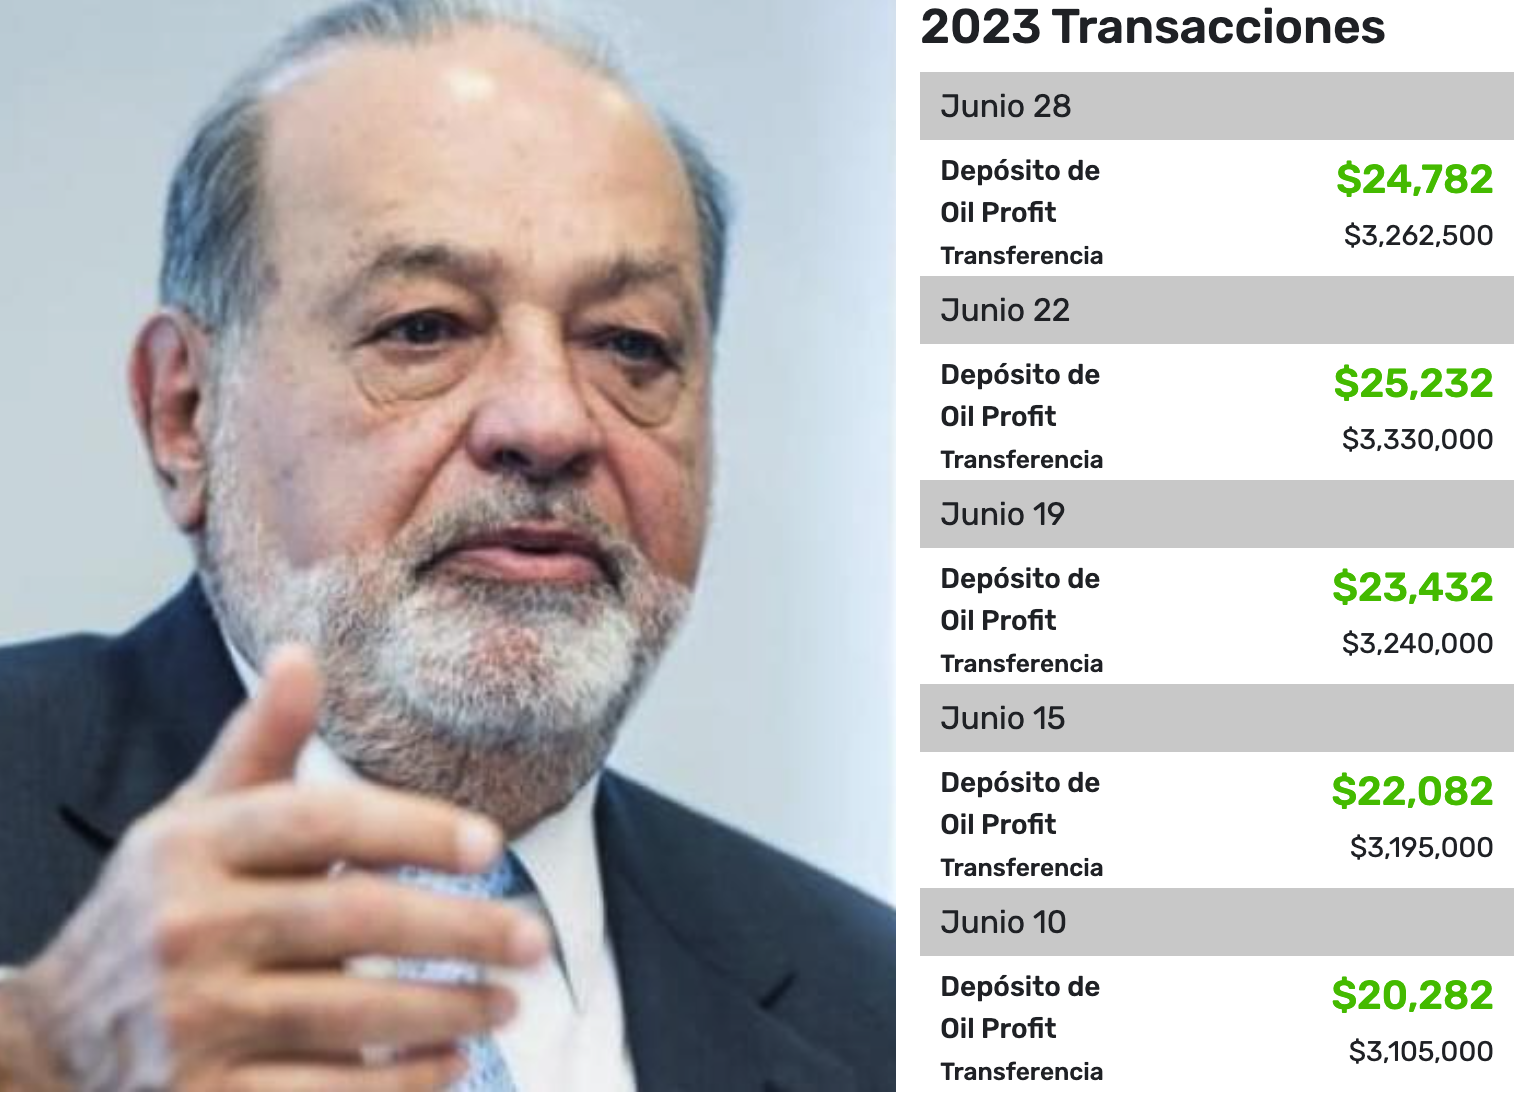 2023 Transacciones
Junio 28
Depósito de
Oil Profit
Transferencia
$24,782
$3,262,500
Junio 22
Depósito de
Oil Profit
Transferencia
$25,232
$3,330,000
Junio 19
Depósito de
Oil Profit
Transferencia
$23,432
$3,240,000
Junio 15
Depósito de
Oil Profit
Transferencia
$22,082
$3,195,000
Junio 10
Depósito de
Oil Profit
Transferencia
$20,282
$3,105,000